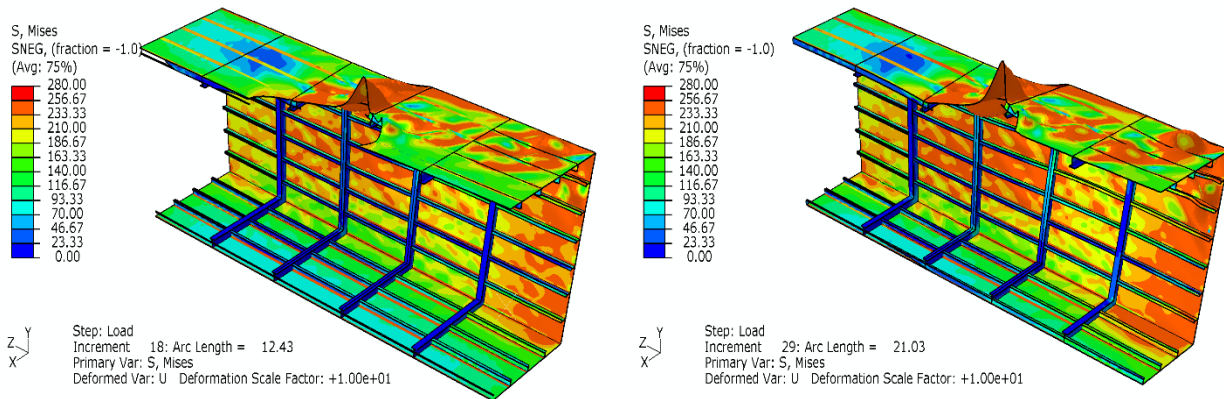 S, Mises
SNEG, (fraction = -1.0)
(Avg: 75%)
280.00
256.67
233.33
210.00
186.67
163.33
140.00
116.67
93.33
70.00
46.67
23.33
0.00
Y
Z
X
Step: Load
Increment 18: Arc Length = 12.43
Primary Var: S, Mises
Deformed Var: U Deformation Scale Factor: +1.00e+01
S, Mises
SNEG, (fraction = -1.0)
(Avg: 75%)
280.00
256.67
233.33
210.00
186.67
163.33
140.00
116.67
93.33
70.00
46.67
23.33
0.00
Y
Z
X
Step: Load
Increment 29: Arc Length = 21.03
Primary Var: S, Mises
Deformed Var: U Deformation Scale Factor: +1.00e+01